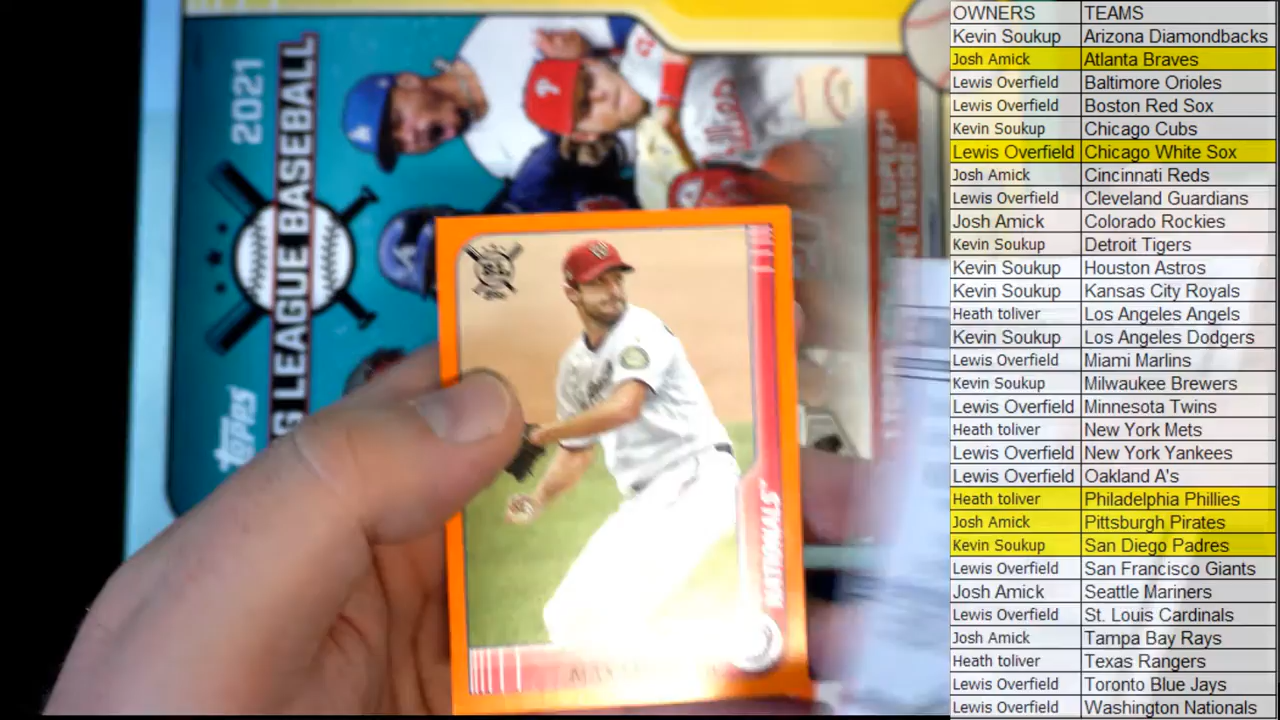 2021
LEAGUE BASEBALL
topps
NATIONALS
OWNERS TEAMS
Kevin Soukup Arizona Diamondbacks
Josh Amick Atlanta Braves
Lewis Overfield Baltimore Orioles
Lewis Overfield Boston Red Sox
Kevin Soukup Chicago Cubs
Lewis Overfield Chicago White Sox
Josh Amick Cincinnati Reds
Lewis Overfield Cleveland Guardians
Josh Amick Colorado Rockies
Kevin Soukup Detroit Tigers
Kevin Soukup Houston Astros
Kevin Soukup Kansas City Royals
Heath toliver Los Angeles Angels
Kevin Soukup Los Angeles Dodgers
Lewis Overfield Miami Marlins
Kevin Soukup Milwaukee Brewers
Lewis Overfield Minnesota Twins
Heath toliver New York Mets
Lewis Overfield New York Yankees
Lewis Overfield Oakland A's
Heath toliver Philadelphia Phillies
Josh Amick Pittsburgh Pirates
Kevin Soukup San Diego Padres
Lewis Overfield San Francisco Giants
Josh Amick Seattle Mariners
Lewis Overfield St. Louis Cardinals
Josh Amick Tampa Bay Rays
Heath toliver Texas Rangers
Lewis Overfield Toronto Blue Jays
Lewis Overfield Washington Nationals